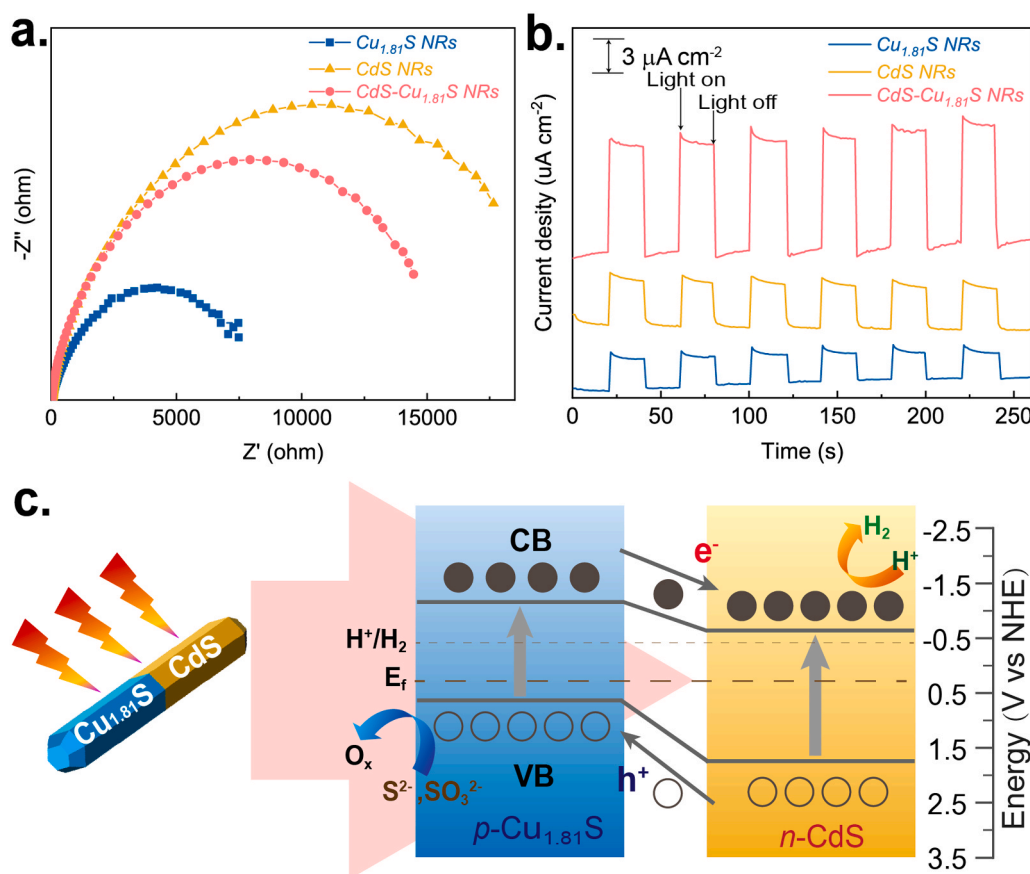 a.
Cu₁.₈₁S NRs
CdS NRs
CdS-Cu₁.₈₁S NRs
-Z″ (ohm)
0
5000
10000
15000
Z' (ohm)
b.
3 μA cm⁻²
Light on
Light off
Cu₁.₈₁S NRs
CdS NRs
CdS-Cu₁.₈₁S NRs
Current desity (uA cm⁻²)
0
50
100
150
200
250
Time (s)
c.
Cu₁.₈₁S
CdS
CB
H⁺/H₂
E_f
Oₓ
S²⁻,SO₃²⁻
VB
p-Cu₁.₈₁S
e⁻
h⁺
H₂
H⁺
n-CdS
-2.5
-1.5
-0.5
0.5
1.5
2.5
3.5
Energy (V vs NHE)